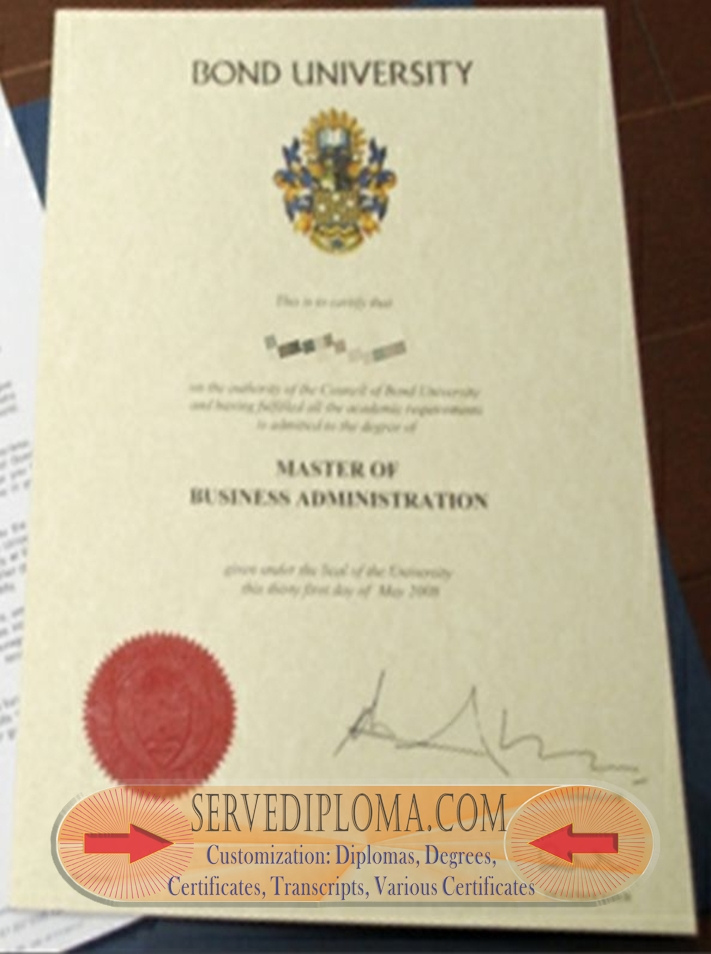 BOND UNIVERSITY
This is to certify that
on the authority of the Council of Bond University
and having fulfilled all the academic requirements
is admitted to the degree of
MASTER OF
BUSINESS ADMINISTRATION
given under the Seal of the University
this thirty first day of May 2008
SERVEDIPLOMA.COM
Customization: Diplomas, Degrees,
Certificates, Transcripts, Various Certificates